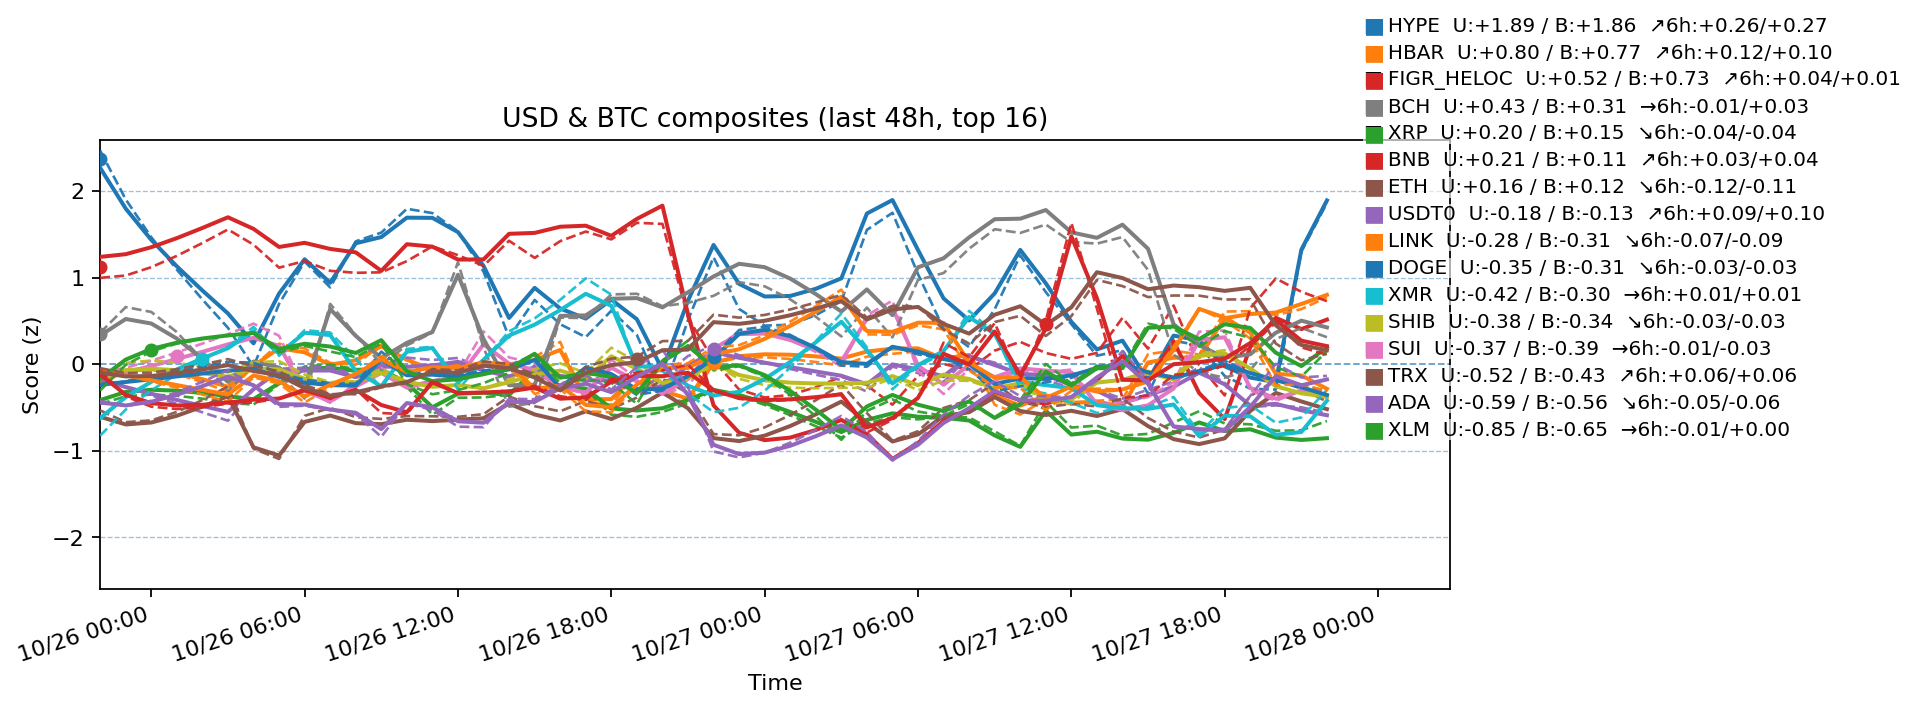 HYPE U:+1.89 / B:+1.86 ↗6h:+0.26/+0.27
HBAR U:+0.80 / B:+0.77 ↗6h:+0.12/+0.10
FIGR_HELOC U:+0.52 / B:+0.73 ↗6h:+0.04/+0.01
BCH U:+0.43 / B:+0.31 →6h:-0.01/+0.03
XRP U:+0.20 / B:+0.15 ↘6h:-0.04/-0.04
BNB U:+0.21 / B:+0.11 ↗6h:+0.03/+0.04
ETH U:+0.16 / B:+0.12 ↘6h:-0.12/-0.11
USDT0 U:-0.18 / B:-0.13 ↗6h:+0.09/+0.10
LINK U:-0.28 / B:-0.31 ↘6h:-0.07/-0.09
DOGE U:-0.35 / B:-0.31 ↘6h:-0.03/-0.03
XMR U:-0.42 / B:-0.30 →6h:+0.01/+0.01
SHIB U:-0.38 / B:-0.34 ↘6h:-0.03/-0.03
SUI U:-0.37 / B:-0.39 →6h:-0.01/-0.03
TRX U:-0.52 / B:-0.43 ↗6h:+0.06/+0.06
ADA U:-0.59 / B:-0.56 ↘6h:-0.05/-0.06
XLM U:-0.85 / B:-0.65 →6h:-0.01/+0.00
USD & BTC composites (last 48h, top 16)
Score (z)
2
1
0
−1
−2
10/26 00:00
10/26 06:00
10/26 12:00
10/26 18:00
10/27 00:00
10/27 06:00
10/27 12:00
10/27 18:00
10/28 00:00
Time